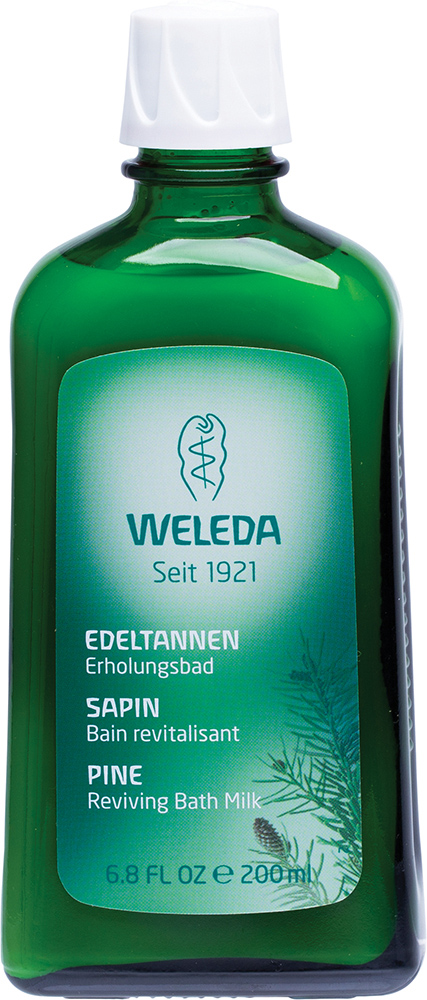 WELEDA
Seit 1921
EDELTANNEN
Erholungsbad
SAPIN
Bain revitalisant
PINE
Reviving Bath Milk
6.8 FL OZ ℮ 200 ml